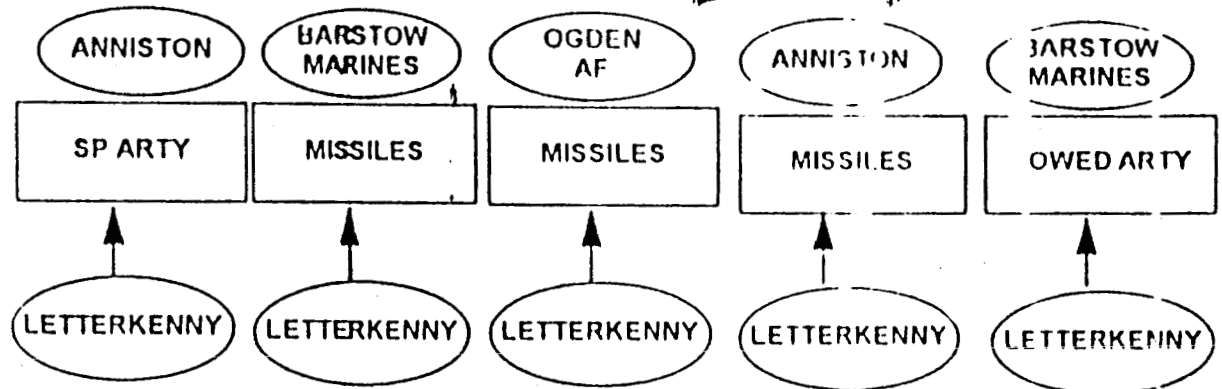 ANNISTON
BARSTOW
MARINES
OGDEN
AF
ANNISTON
BARSTOW
MARINES
SP ARTY
MISSILES
MISSILES
MISSILES
OWED ARTY
LETTERKENNY
LETTERKENNY
LETTERKENNY
LETTERKENNY
LETTERKENNY